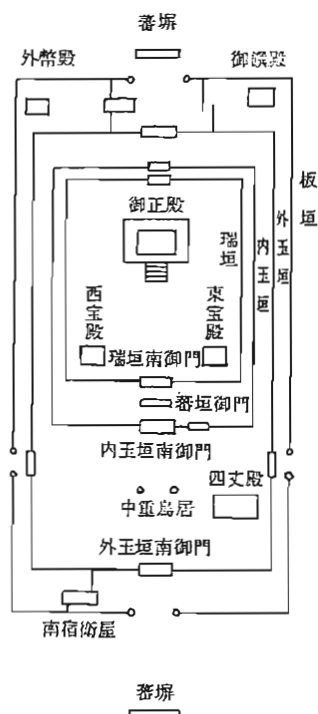 蕃塀
外幣殿
御饌殿
板垣
外玉垣
内玉垣
瑞垣
御正殿
西宝殿
東宝殿
瑞垣南御門
蕃垣御門
内玉垣南御門
四丈殿
中重鳥居
外玉垣南御門
南宿衛屋
蕃塀